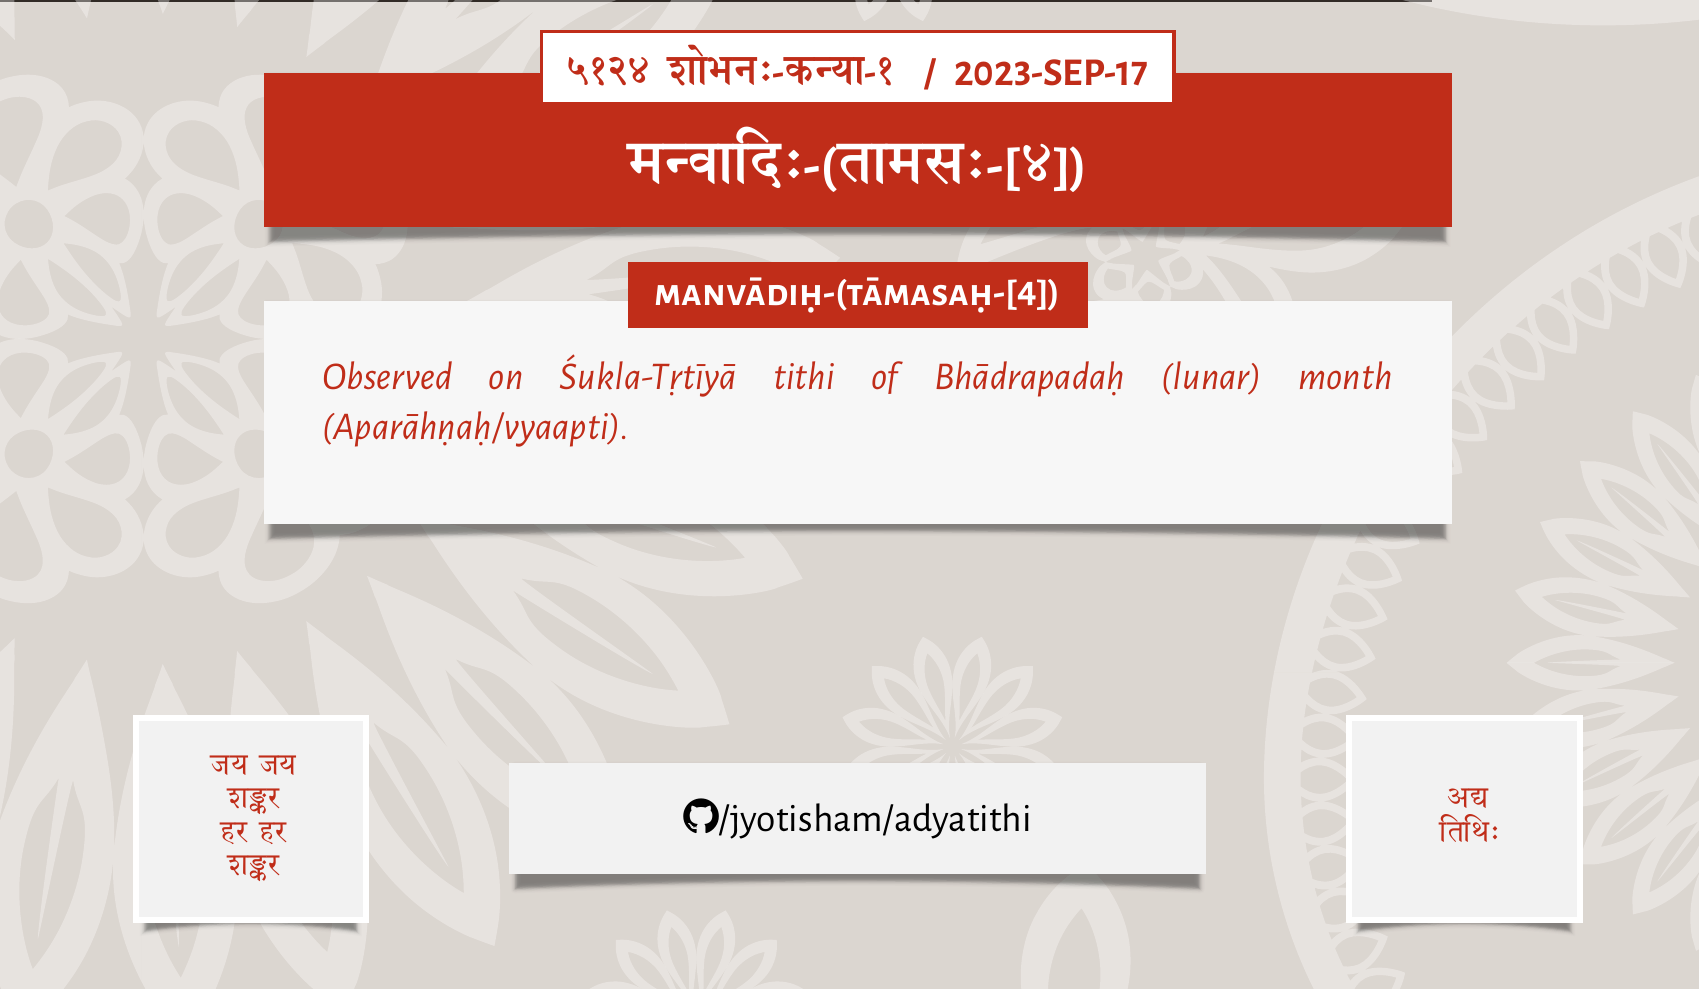 ५१२४ शोभनः-कन्या-१ / 2023-SEP-17
मन्वादिः-(तामसः-[४])
MANVĀDIḤ-(TĀMASAḤ-[4])
Observed on Śukla-Tṛtīyā tithi of Bhādrapadaḥ (lunar) month
(Aparāhṇaḥ/vyaapti).
जय जय
शङ्कर
हर हर
शङ्कर
/jyotisham/adyatithi
अद्य
तिथिः